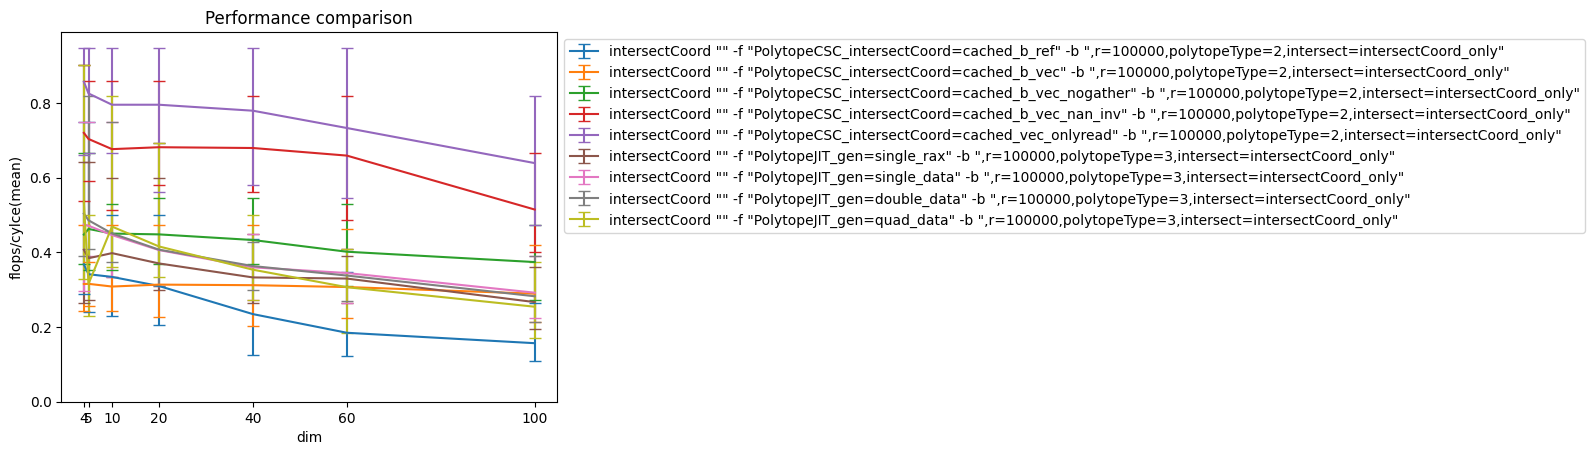 Performance comparison
flops/cylce(mean)
0.8
0.6
0.4
0.2
0.0
4 5 10 20 40 60 100
dim
intersectCoord "" -f "PolytopeCSC_intersectCoord=cached_b_ref" -b ",r=100000,polytopeType=2,intersect=intersectCoord_only"
intersectCoord "" -f "PolytopeCSC_intersectCoord=cached_b_vec" -b ",r=100000,polytopeType=2,intersect=intersectCoord_only"
intersectCoord "" -f "PolytopeCSC_intersectCoord=cached_b_vec_nogather" -b ",r=100000,polytopeType=2,intersect=intersectCoord_only"
intersectCoord "" -f "PolytopeCSC_intersectCoord=cached_b_vec_nan_inv" -b ",r=100000,polytopeType=2,intersect=intersectCoord_only"
intersectCoord "" -f "PolytopeCSC_intersectCoord=cached_vec_onlyread" -b ",r=100000,polytopeType=2,intersect=intersectCoord_only"
intersectCoord "" -f "PolytopeJIT_gen=single_rax" -b ",r=100000,polytopeType=3,intersect=intersectCoord_only"
intersectCoord "" -f "PolytopeJIT_gen=single_data" -b ",r=100000,polytopeType=3,intersect=intersectCoord_only"
intersectCoord "" -f "PolytopeJIT_gen=double_data" -b ",r=100000,polytopeType=3,intersect=intersectCoord_only"
intersectCoord "" -f "PolytopeJIT_gen=quad_data" -b ",r=100000,polytopeType=3,intersect=intersectCoord_only"